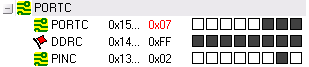 PORTC
PORTC 0x15... 0x07
DDRC 0x14... 0xFF
PINC 0x13... 0x02